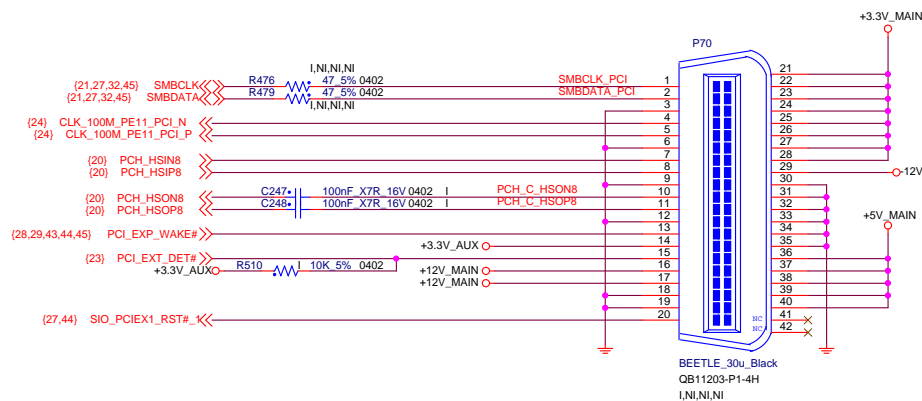 +3.3V_MAIN
P70
I,NI,NI,NI
{21,27,32,45} SMBCLK R476 47_5% 0402 SMBCLK_PCI 1
{21,27,32,45} SMBDATA R479 47_5% 0402 SMBDATA_PCI 2
I,NI,NI,NI
3
{24} CLK_100M_PE11_PCI_N 4
{24} CLK_100M_PE11_PCI_P 5
6
{20} PCH_HSIN8 7
{20} PCH_HSIP8 8
9
{20} PCH_HSON8 C247 100nF_X7R_16V 0402 I PCH_C_HSON8 10
{20} PCH_HSOP8 C248 100nF_X7R_16V 0402 I PCH_C_HSOP8 11
12
{28,29,43,44,45} PCI_EXP_WAKE# 13
+3.3V_AUX 14
{23} PCI_EXT_DET# 15
+3.3V_AUX R510 I 10K_5% 0402 +12V_MAIN 16
+12V_MAIN 17
18
19
{27,44} SIO_PCIEX1_RST#_1 20
21
22
23
24
25
26
27
28
29 -12V
30
31
32
33
+5V_MAIN
34
35
36
37
38
39
40
NC 41
NC 42
BEETLE_30u_Black
QB11203-P1-4H
I,NI,NI,NI